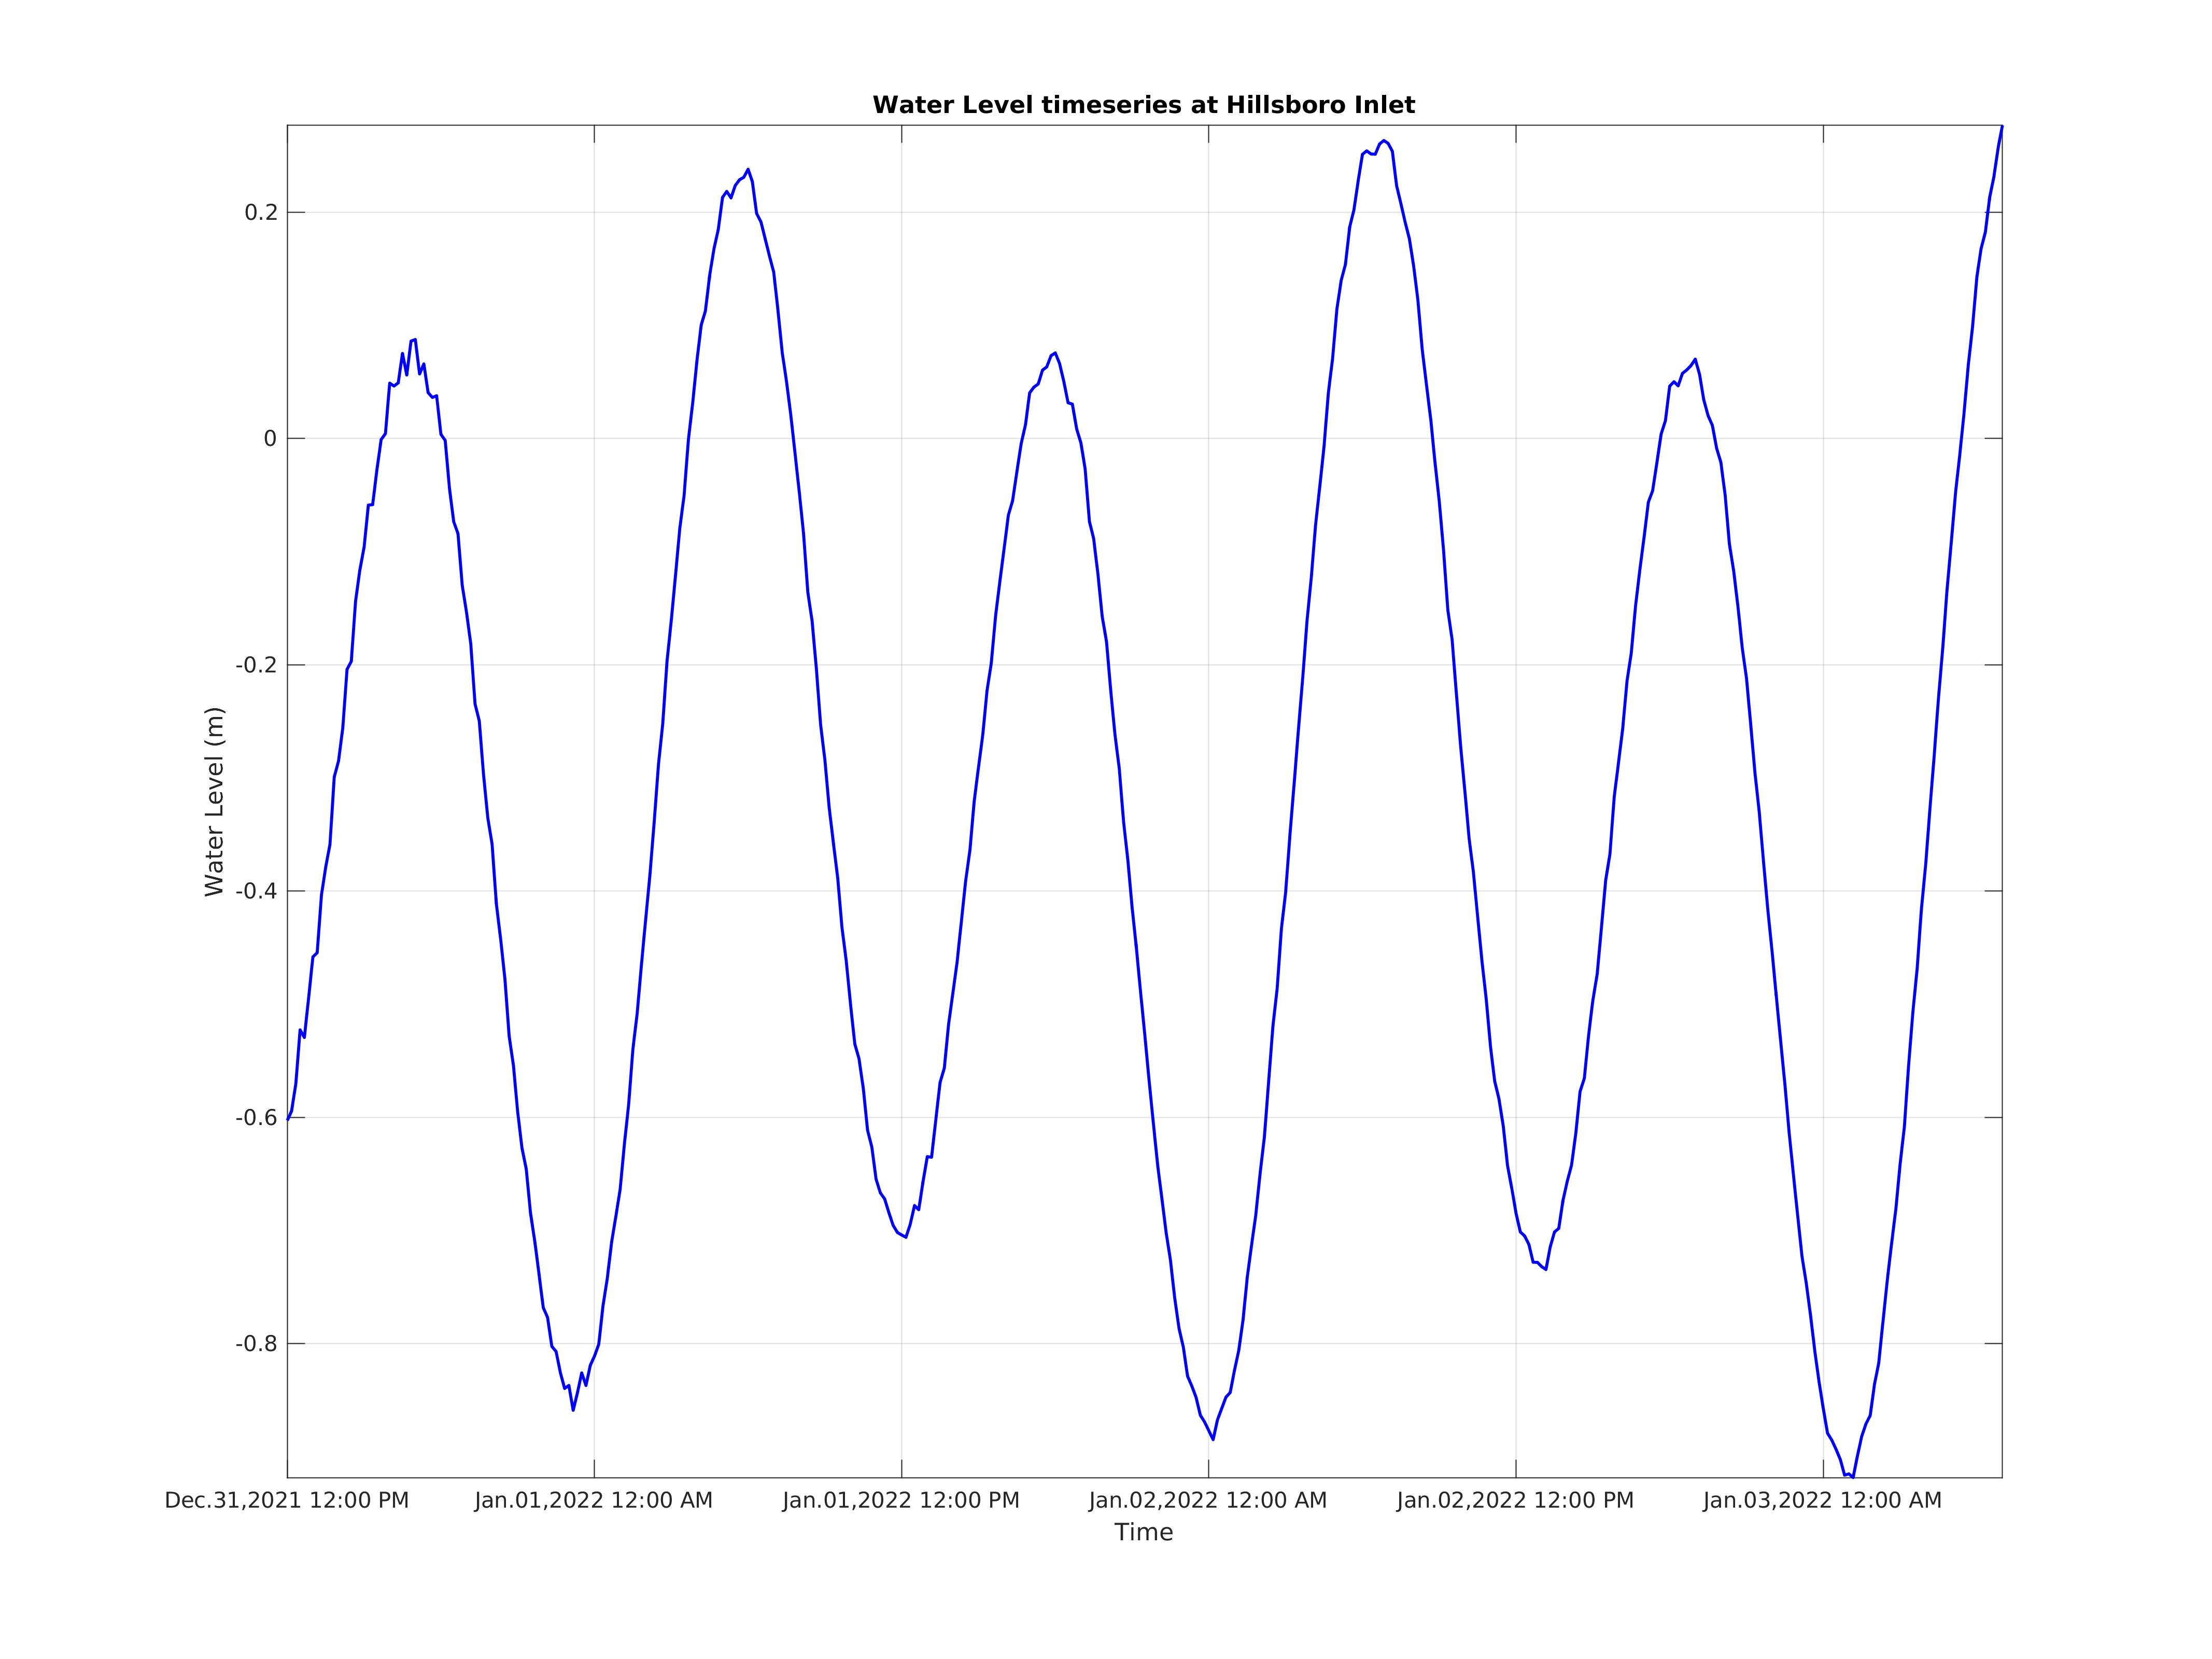 Water Level timeseries at Hillsboro Inlet
0.2
0
-0.2
-0.4
-0.6
-0.8
Water Level (m)
Dec.31,2021 12:00 PM
Jan.01,2022 12:00 AM
Jan.01,2022 12:00 PM
Jan.02,2022 12:00 AM
Jan.02,2022 12:00 PM
Jan.03,2022 12:00 AM
Time